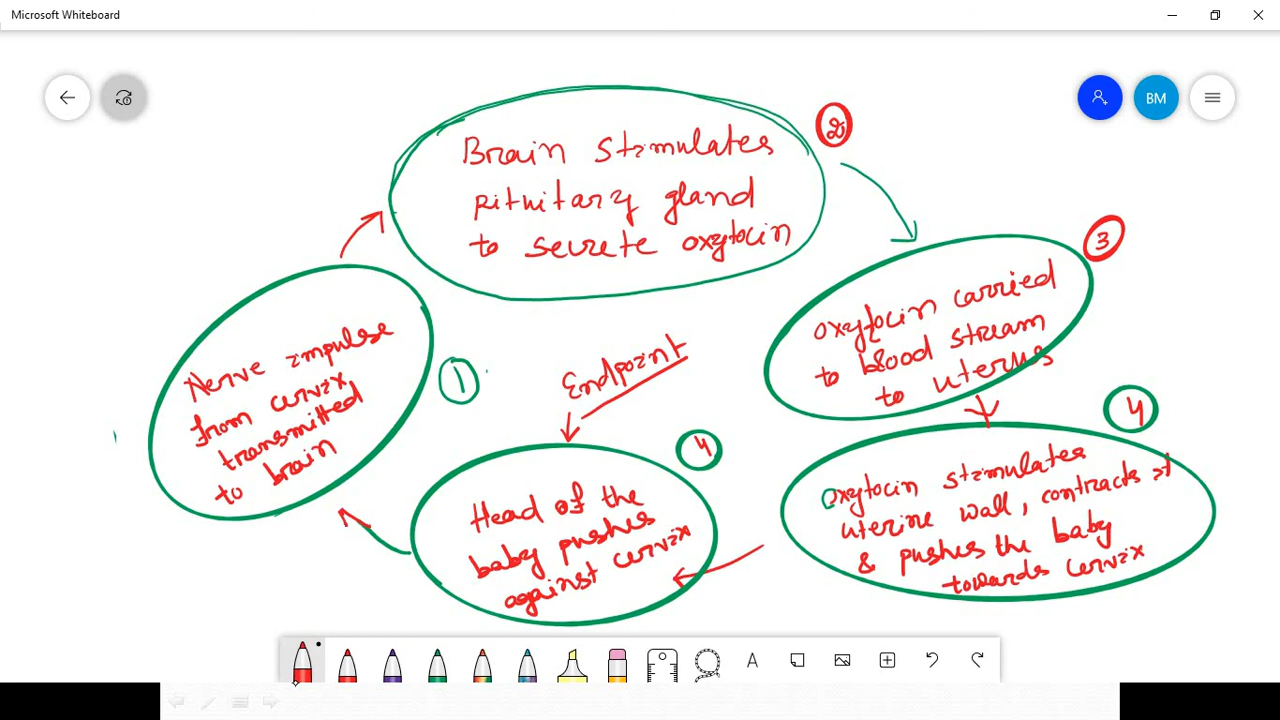 Microsoft Whiteboard
BM
Brain stimulates
pituitary gland
to secrete oxytocin
2
3
oxytocin carried
to blood stream
to uterus
4
Oxytocin stimulates
uterine wall, contracts it
& pushes the baby
towards cervix
Endpoint
4
Head of the
baby pushes
against cervix
1
Nerve impulse
from cervix
transmitted
to brain
A